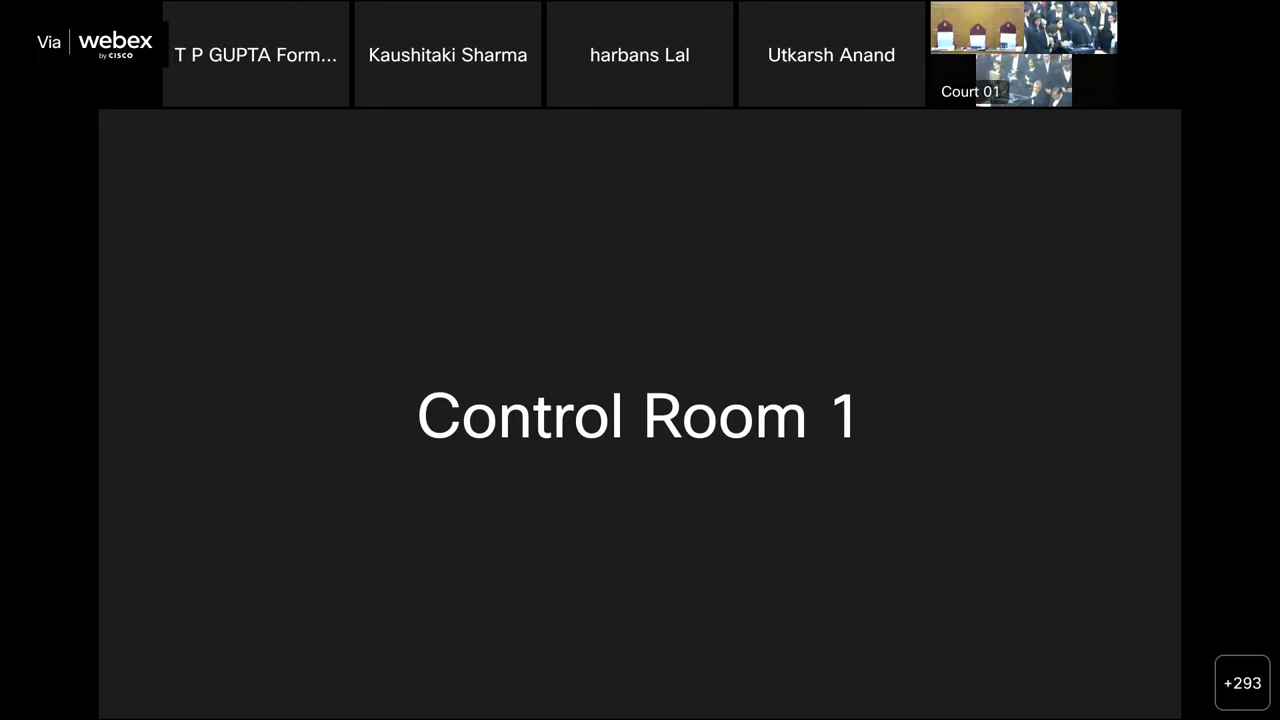 Via webex
by CISCO
T P GUPTA Form...
Kaushitaki Sharma
harbans Lal
Utkarsh Anand
Court 01
Control Room 1
+293